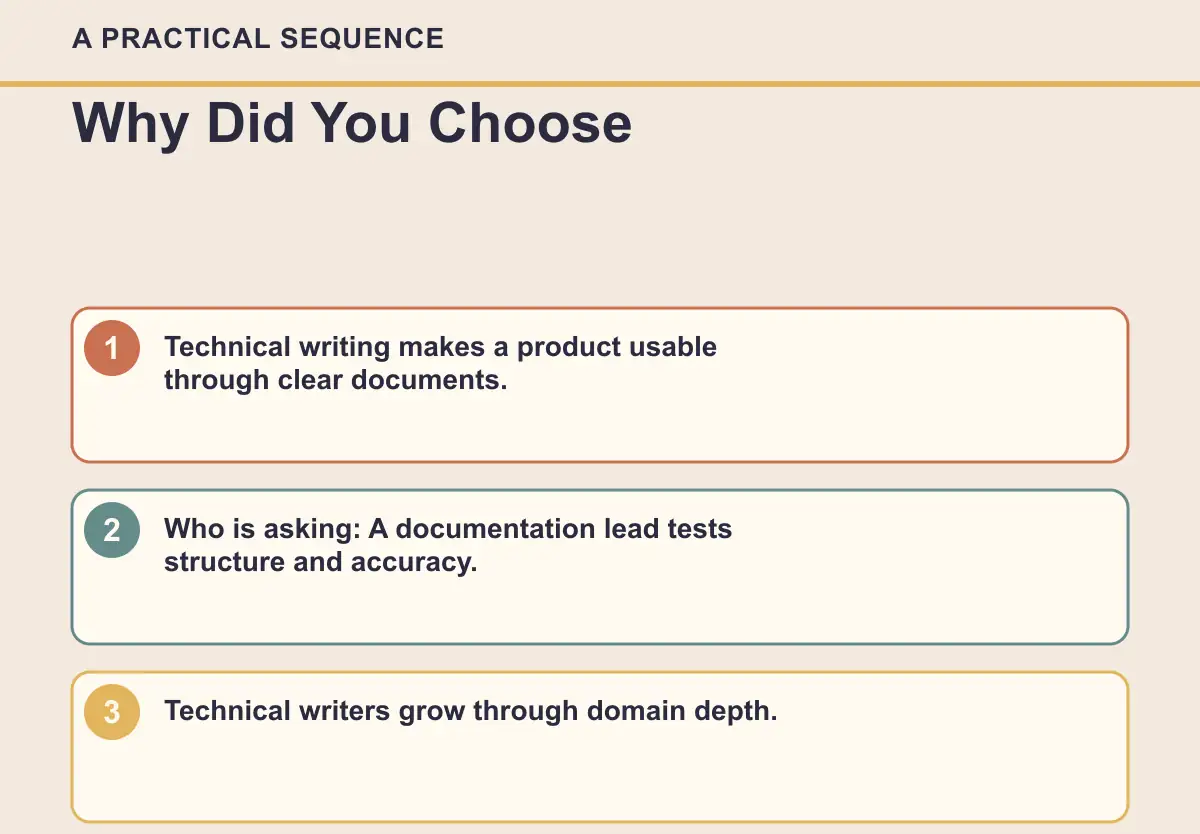 A PRACTICAL SEQUENCE
Why Did You Choose
1
Technical writing makes a product usable
through clear documents.
2
Who is asking: A documentation lead tests
structure and accuracy.
3
Technical writers grow through domain depth.